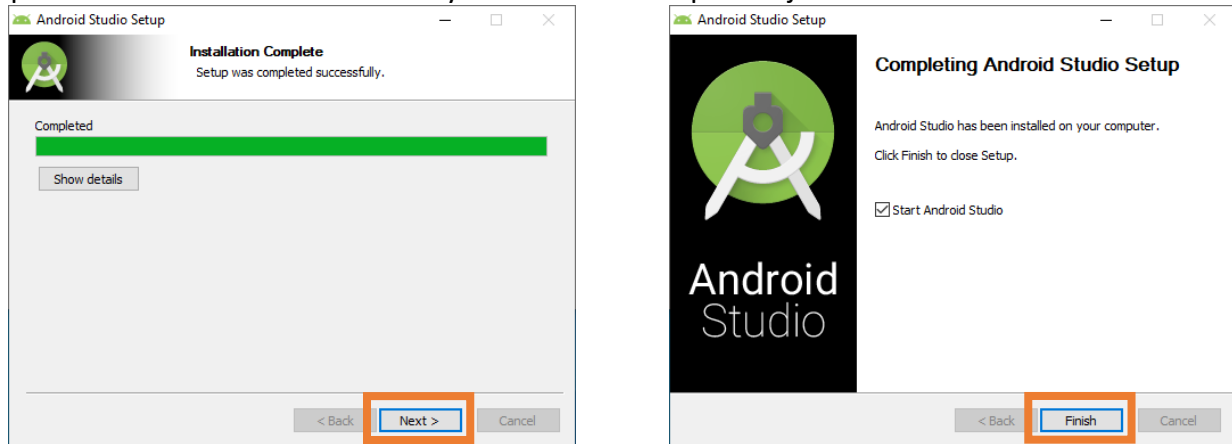 Android Studio Setup
Installation Complete
Setup was completed successfully.
Completed
Show details
< Back
Next >
Cancel
Android Studio Setup
Android
Studio
Completing Android Studio Setup
Android Studio has been installed on your computer.
Click Finish to close Setup.
Start Android Studio
< Back
Finish
Cancel